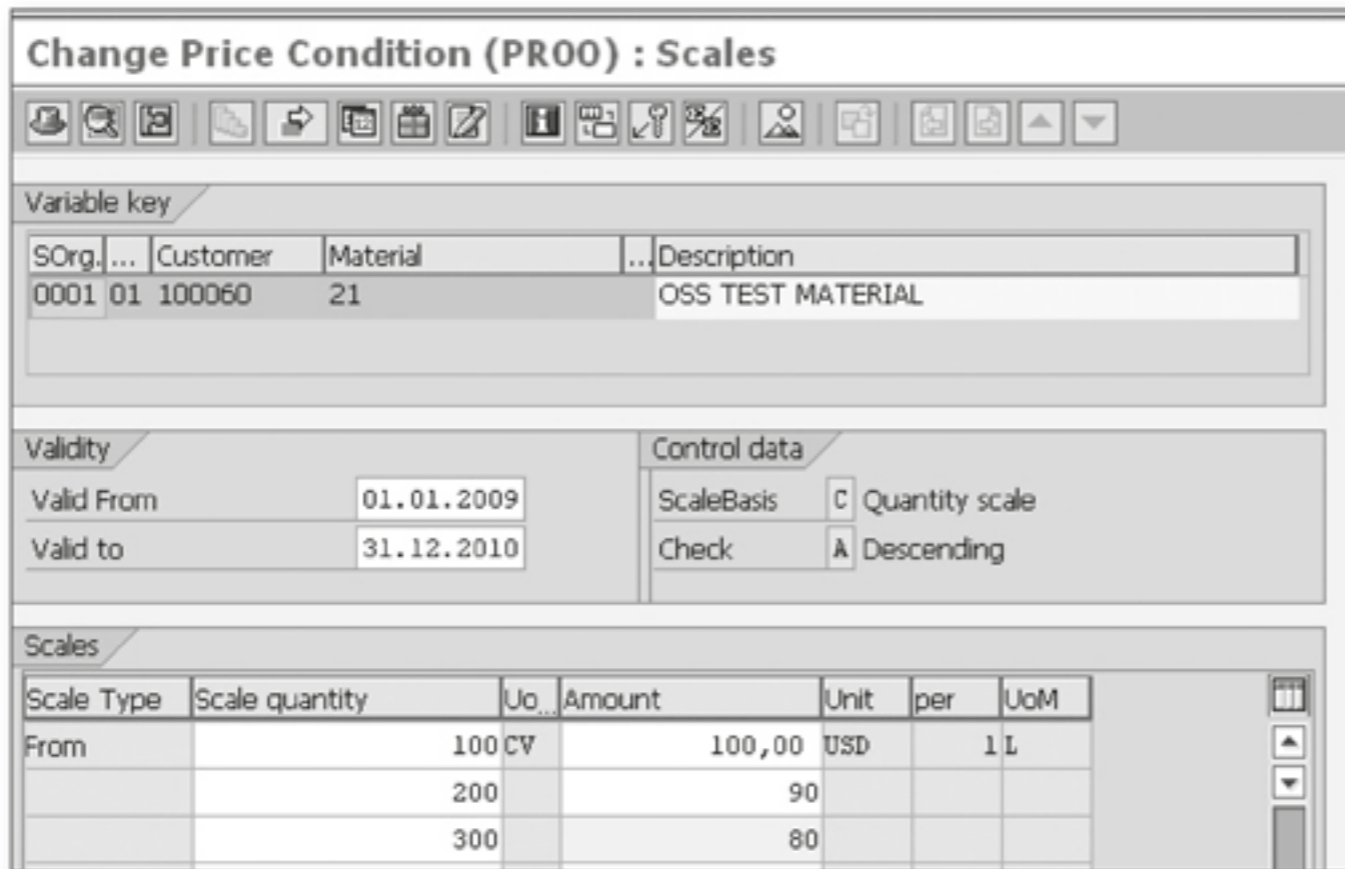 Change Price Condition (PR00) : Scales
Variable key
SOrg. ... Customer Material ... Description
0001 01 100060 21 OSS TEST MATERIAL
Validity
Valid From 01.01.2009
Valid to 31.12.2010
Control data
ScaleBasis C Quantity scale
Check A Descending
Scales
Scale Type Scale quantity Uo... Amount Unit per UoM
From 100 CV 100,00 USD 1 L
200 90
300 80